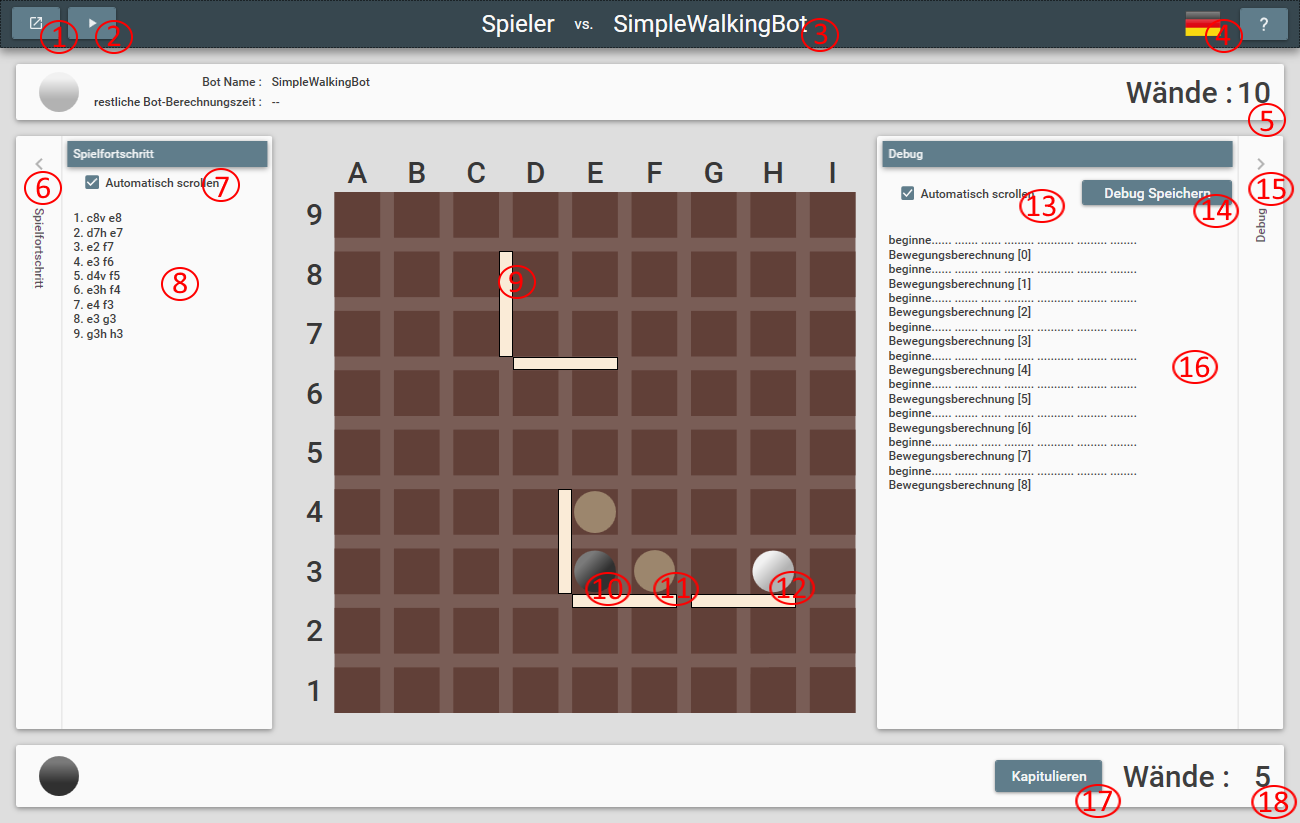 Spieler vs. SimpleWalkingBot
?
1
2
3
4
Bot Name : SimpleWalkingBot
restliche Bot-Berechnungszeit : --
Wände : 10
5
Spielfortschritt
6
Spielfortschritt
Automatisch scrollen
7
1. c8v e8
2. d7h e7
3. e2 f7
4. e3 f6
5. d4v f5
6. e3h f4
7. e4 f3
8. e3 g3
9. g3h h3
8
A B C D E F G H I
9
8
7
6
5
4
3
2
1
9
10
11
12
Debug
Automatisch scrollen
13
Debug Speichern
14
15
Debug
beginne...... ....... ...... ......... ........... ......... ........
Bewegungsberechnung [0]
beginne...... ....... ...... ......... ........... ......... ........
Bewegungsberechnung [1]
beginne...... ....... ...... ......... ........... ......... ........
Bewegungsberechnung [2]
beginne...... ....... ...... ......... ........... ......... ........
Bewegungsberechnung [3]
beginne...... ....... ...... ......... ........... ......... ........
Bewegungsberechnung [4]
beginne...... ....... ...... ......... ........... ......... ........
Bewegungsberechnung [5]
beginne...... ....... ...... ......... ........... ......... ........
Bewegungsberechnung [6]
beginne...... ....... ...... ......... ........... ......... ........
Bewegungsberechnung [7]
beginne...... ....... ...... ......... ........... ......... ........
Bewegungsberechnung [8]
16
Kapitulieren
17
Wände : 5
18